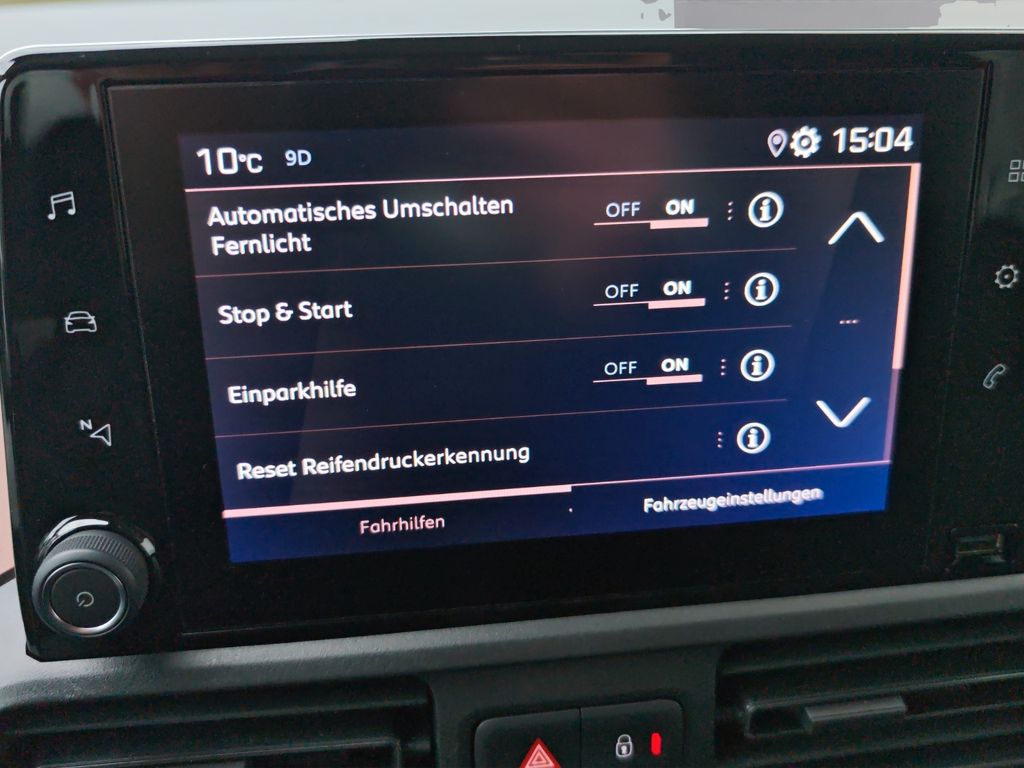 10°C 9D 15:04
Automatisches Umschalten OFF ON
Fernlicht
Stop & Start OFF ON
Einparkhilfe OFF ON
Reset Reifendruckerkennung
Fahrhilfen Fahrzeugeinstellungen
N